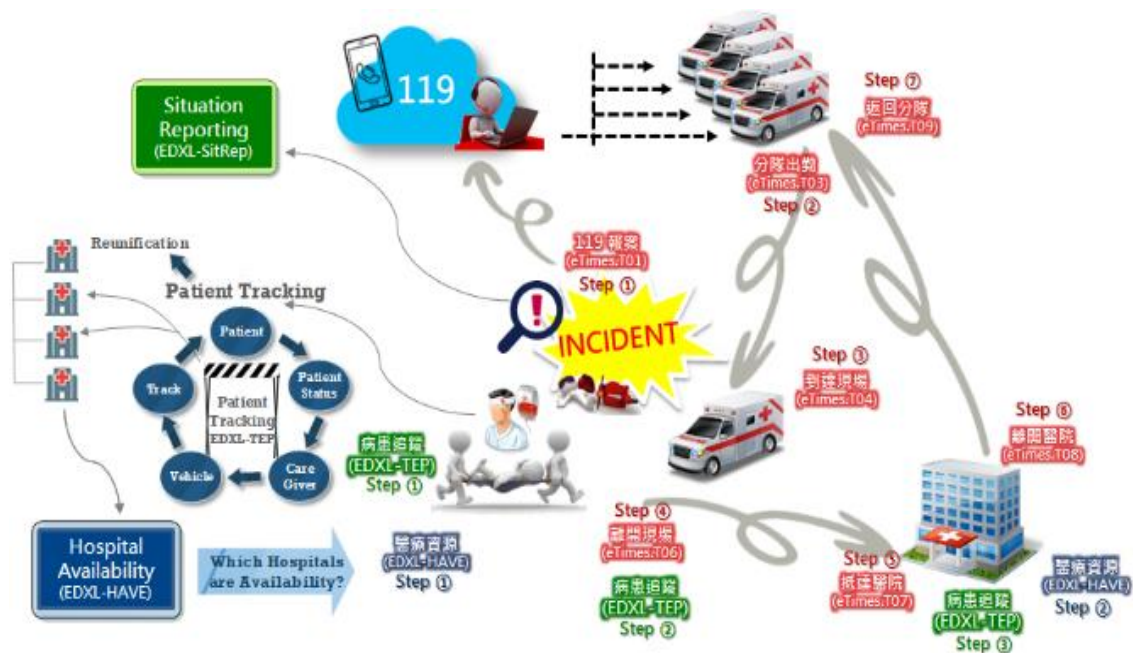 119
Situation
Reporting
(EDXL-SitRep)
Step ⑦
返回分隊
(eTimes.T09)
分隊出勤
(eTimes.T03)
Step ②
119 報案
(eTimes.T01)
Step ①
INCIDENT
Reunification
Patient Tracking
Patient
Patient
Status
Care
Giver
Vehicle
Track
Patient
Tracking
EDXL-TEP
病患追蹤
(EDXL-TEP)
Step ①
Step ③
到達現場
(eTimes.T04)
Step ④
離開現場
(eTimes.T06)
病患追蹤
(EDXL-TEP)
Step ②
Step ⑤
抵達醫院
(eTimes.T07)
Step ⑥
離開醫院
(eTimes.T08)
病患追蹤
(EDXL-TEP)
Step ③
醫療資源
(EDXL-HAVE)
Step ②
Hospital
Availability
(EDXL-HAVE)
Which Hospitals
are Availability?
醫療資源
(EDXL-HAVE)
Step ①